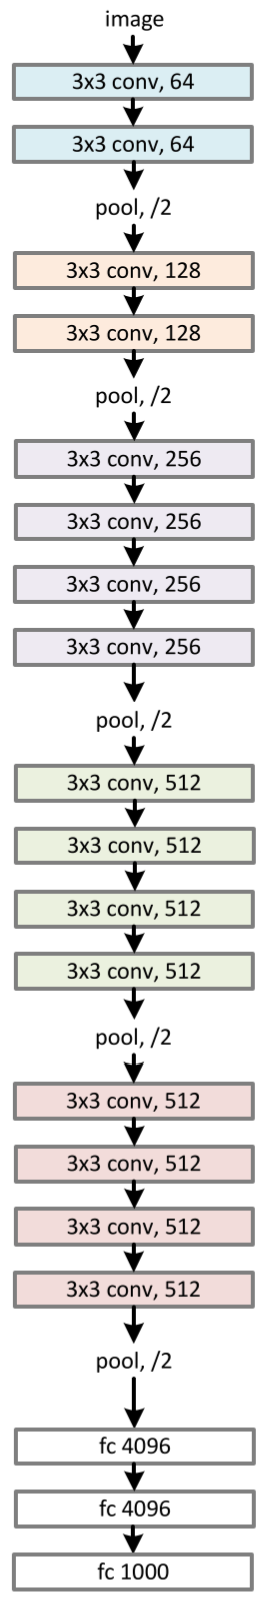 image
3x3 conv, 64
3x3 conv, 64
pool, /2
3x3 conv, 128
3x3 conv, 128
pool, /2
3x3 conv, 256
3x3 conv, 256
3x3 conv, 256
3x3 conv, 256
pool, /2
3x3 conv, 512
3x3 conv, 512
3x3 conv, 512
3x3 conv, 512
pool, /2
3x3 conv, 512
3x3 conv, 512
3x3 conv, 512
3x3 conv, 512
pool, /2
fc 4096
fc 4096
fc 1000